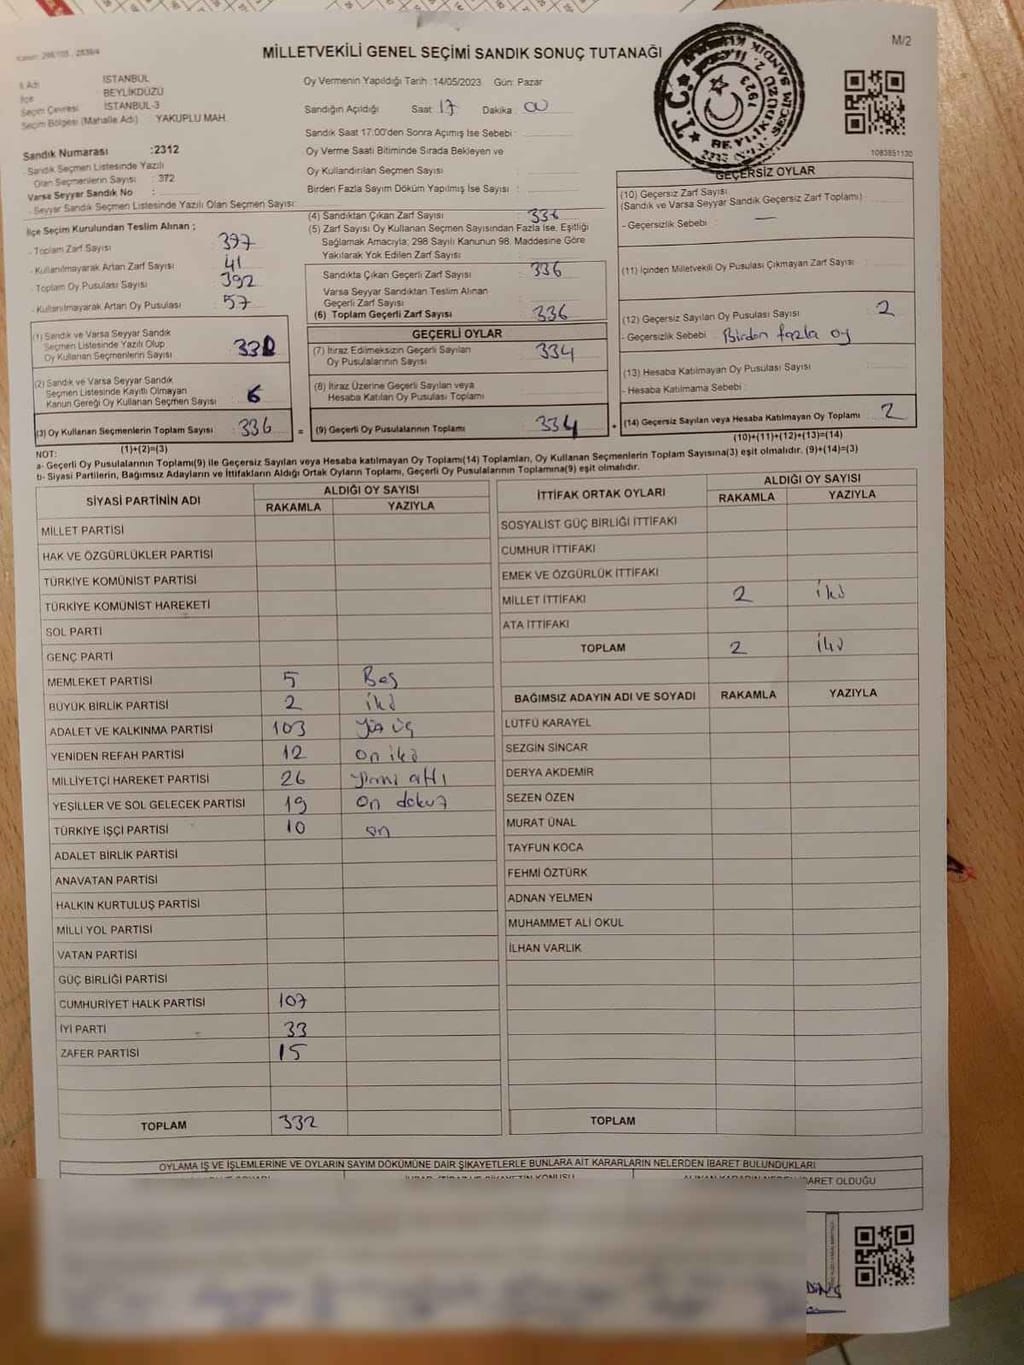 M/2
MİLLETVEKİLİ GENEL SEÇİMİ SANDIK SONUÇ TUTANAĞI
İl Adı İSTANBUL
İlçe BEYLİKDÜZÜ
Seçim Çevresi İSTANBUL-3
Seçim Bölgesi (Mahalle Adı) YAKUPLU MAH.
Sandık Numarası :2312
Sandık Seçmen Listesinde Yazılı
Olan Seçmenlerin Sayısı : 372
Varsa Seyyar Sandık No :
- Seyyar Sandık Seçmen Listesinde Yazılı Olan Seçmen Sayısı:
Oy Vermenin Yapıldığı Tarih :14/05/2023 Gün: Pazar
Sandığın Açıldığı Saat :17 Dakika :00
Sandık Saat 17.00'den Sonra Açımış İse Sebebi :
Oy Verme Saati Bitiminde Sırada Bekleyen ve
Oy Kullandırılan Seçmen Sayısı :
Birden Fazla Sayım Döküm Yapılmış İse Sayısı :
T.C.
1923
BEYLİKDÜZÜ
1083851130
İlçe Seçim Kurulundan Teslim Alınan ;
- Toplam Zarf Sayısı : 397
- Kullanılmayarak Artan Zarf Sayısı : 41
- Toplam Oy Pusulası Sayısı : 392
- Kullanılmayarak Artan Oy Pusulası : 57
(1) Sandık ve Varsa Seyyar Sandık
Seçmen Listesinde Yazılı Olup
Oy Kullanan Seçmenlerin Sayısı 330
(2) Sandık ve Varsa Seyyar Sandık
Seçmen Listesinde Kayıtlı Olmayan
Kanun Gereği Oy Kullanan Seçmen Sayısı 6
(3) Oy Kullanan Seçmenlerin Toplam Sayısı 336
(1)+(2)=(3)
(4) Sandıktan Çıkan Zarf Sayısı : 336
(5) Zarf Sayısı Oy Kullanan Seçmen Sayısından Fazla İse, Eşitliği
Sağlamak Amacıyla, 298 Sayılı Kanunun 98. Maddesine Göre
Yakılarak Yok Edilen Zarf Sayısı :
Sandıkta Çıkan Geçerli Zarf Sayısı : 336
Varsa Seyyar Sandıktan Teslim Alınan
Geçerli Zarf Sayısı :
(6) Toplam Geçerli Zarf Sayısı : 336
GEÇERLİ OYLAR
(7) İtiraz Edilmeksizin Geçerli Sayılan
Oy Pusulalarının Sayısı : 334
(8) İtiraz Üzerine Geçerli Sayılan veya
Hesaba Katılan Oy Pusulası Toplamı :
= (9) Geçerli Oy Pusulalarının Toplamı 334
GEÇERSİZ OYLAR
(10) Geçersiz Zarf Sayısı
(Sandık ve Varsa Seyyar Sandık Geçersiz Zarf Toplamı) :
- Geçersizlik Sebebi : —
(11) İçinden Milletvekili Oy Pusulası Çıkmayan Zarf Sayısı :
(12) Geçersiz Sayılan Oy Pusulası Sayısı : 2
- Geçersizlik Sebebi : Birden fazla oy
(13) Hesaba Katılmayan Oy Pusulası Sayısı :
- Hesaba Katılmama Sebebi :
+ (14) Geçersiz Sayılan veya Hesaba Katılmayan Oy Toplamı 2
(10)+(11)+(12)+(13)=(14)
NOT:
a- Geçerli Oy Pusulalarının Toplamı(9) ile Geçersiz Sayılan veya Hesaba Katılmayan Oy Toplamı(14) Toplamları, Oy Kullanan Seçmenlerin Toplam Sayısına(3) eşit olmalıdır. (9)+(14)=(3)
b- Siyasi Partilerin, Bağımsız Adayların ve İttifakların Aldığı Ortak Oyların Toplamı, Geçerli Oy Pusulalarının Toplamına(9) eşit olmalıdır.
SİYASİ PARTİNİN ADI ALDIĞI OY SAYISI
RAKAMLA YAZIYLA
MİLLET PARTİSİ
HAK VE ÖZGÜRLÜKLER PARTİSİ
TÜRKİYE KOMÜNİST PARTİSİ
TÜRKİYE KOMÜNİST HAREKETİ
SOL PARTİ
GENÇ PARTİ
MEMLEKET PARTİSİ 5 Beş
BÜYÜK BİRLİK PARTİSİ 2 iki
ADALET VE KALKINMA PARTİSİ 103 Yüz üç
YENİDEN REFAH PARTİSİ 12 on iki
MİLLİYETÇİ HAREKET PARTİSİ 26 yirmi altı
YEŞİLLER VE SOL GELECEK PARTİSİ 19 on dokuz
TÜRKİYE İŞÇİ PARTİSİ 10 on
ADALET BİRLİK PARTİSİ
ANAVATAN PARTİSİ
HALKIN KURTULUŞ PARTİSİ
MİLLİ YOL PARTİSİ
VATAN PARTİSİ
GÜÇ BİRLİĞİ PARTİSİ
CUMHURİYET HALK PARTİSİ 107
İYİ PARTİ 33
ZAFER PARTİSİ 15
TOPLAM 332
İTTİFAK ORTAK OYLARI ALDIĞI OY SAYISI
RAKAMLA YAZIYLA
SOSYALİST GÜÇ BİRLİĞİ İTTİFAKI
CUMHUR İTTİFAKI
EMEK VE ÖZGÜRLÜK İTTİFAKI
MİLLET İTTİFAKI 2 iki
ATA İTTİFAKI
TOPLAM 2 iki
BAĞIMSIZ ADAYIN ADI VE SOYADI RAKAMLA YAZIYLA
LÜTFÜ KARAYEL
SEZGİN SİNCAR
DERYA AKDEMİR
SEZEN ÖZEN
MURAT ÜNAL
TAYFUN KOCA
FEHMİ ÖZTÜRK
ADNAN YELMEN
MUHAMMET ALİ OKUL
İLHAN VARLIK
TOPLAM
OYLAMA İŞ VE İŞLEMLERİNE VE OYLARIN SAYIM DÖKÜMÜNE DAİR ŞİKAYETLERLE BUNLARA AİT KARARLARIN NELERDEN İBARET BULUNDUKLARI